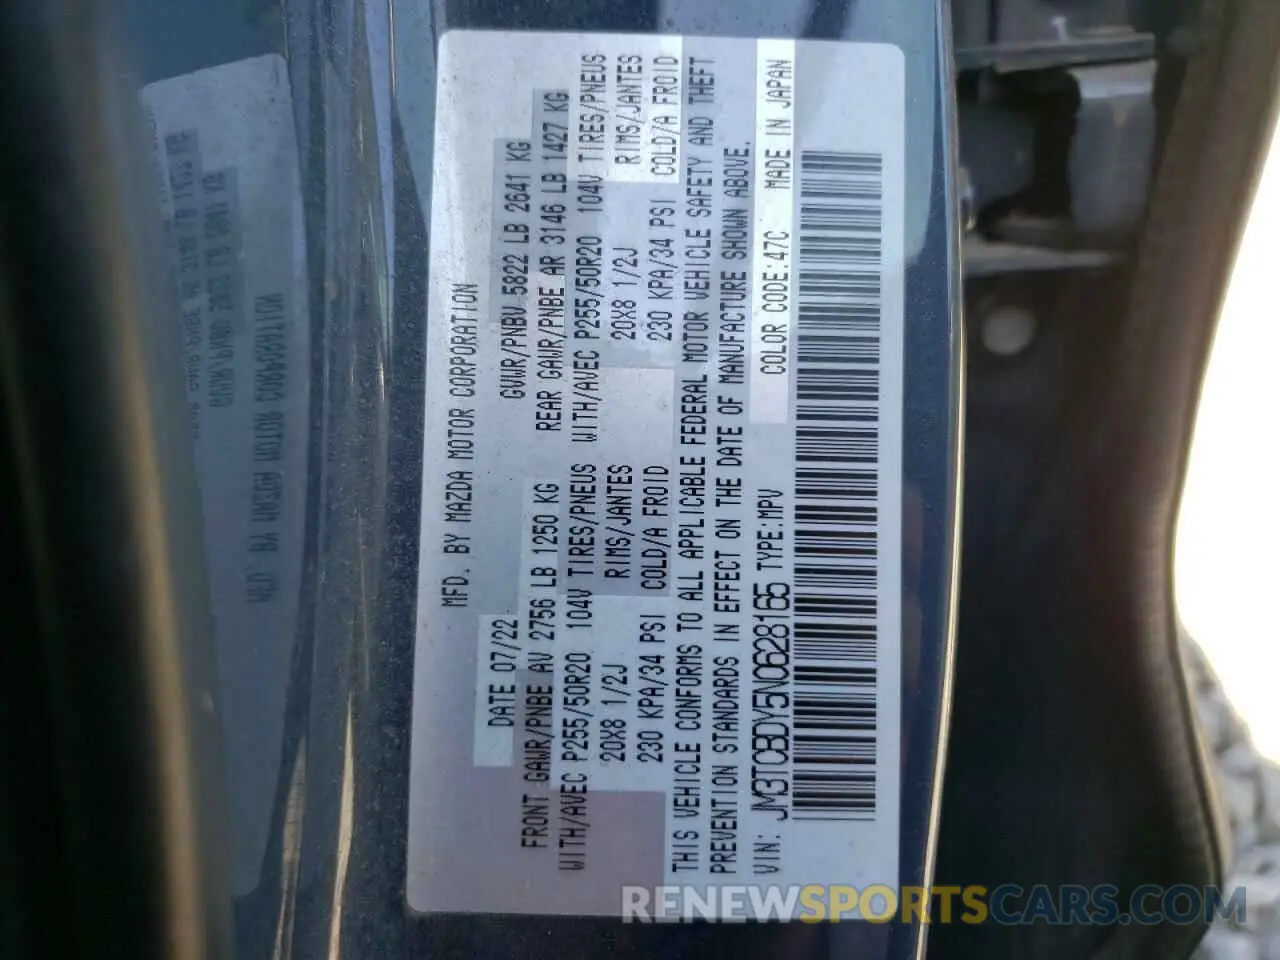 MFD. BY MAZDA MOTOR CORPORATION
DATE 07/22 GVWR/PNBV 5822 LB 2641 KG
FRONT GAWR/PNBE AV 2756 LB 1250 KG REAR GAWR/PNBE AR 3146 LB 1427 KG
WITH/AVEC P255/50R20 104V TIRES/PNEUS WITH/AVEC P255/50R20 104V TIRES/PNEUS
20X8 1/2J RIMS/JANTES 20X8 1/2J RIMS/JANTES
230 KPA/34 PSI COLD/A FROID 230 KPA/34 PSI COLD/A FROID
THIS VEHICLE CONFORMS TO ALL APPLICABLE FEDERAL MOTOR VEHICLE SAFETY AND THEFT
PREVENTION STANDARDS IN EFFECT ON THE DATE OF MANUFACTURE SHOWN ABOVE.
VIN: JM3TCBDY5N0628165 TYPE:MPV COLOR CODE:47C MADE IN JAPAN
RENEWSPORTSCARS.COM